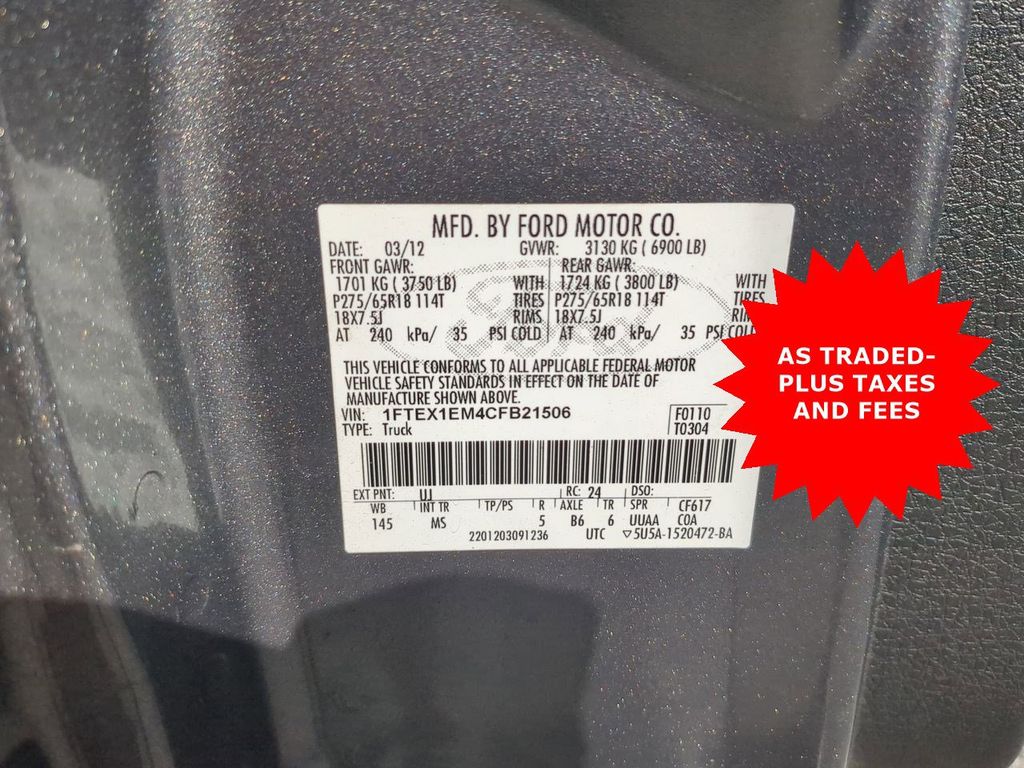 MFD. BY FORD MOTOR CO.
DATE: 03/12 GVWR: 3130 KG ( 6900 LB)
FRONT GAWR: REAR GAWR:
1701 KG ( 3750 LB) WITH 1724 KG ( 3800 LB) WITH
P275/65R18 114T TIRES P275/65R18 114T TIRES
18X7.5J RIMS 18X7.5J
AT 240 kPa/ 35 PSI COLD AT 240 kPa/ 35 PSI COLD
THIS VEHICLE CONFORMS TO ALL APPLICABLE FEDERAL MOTOR
VEHICLE SAFETY STANDARDS IN EFFECT ON THE DATE OF
MANUFACTURE SHOWN ABOVE.
VIN: 1FTEX1EM4CFB21506 F0110
TYPE: Truck T0304
EXT PNT: UJ RC: 24 DSO:
WB INT TR TP/PS R AXLE TR SPR CF617
145 MS 5 B6 6 UUAA COA
2201203091236 UTC ▽5U5A-1520472-BA
AS TRADED-
PLUS TAXES
AND FEES